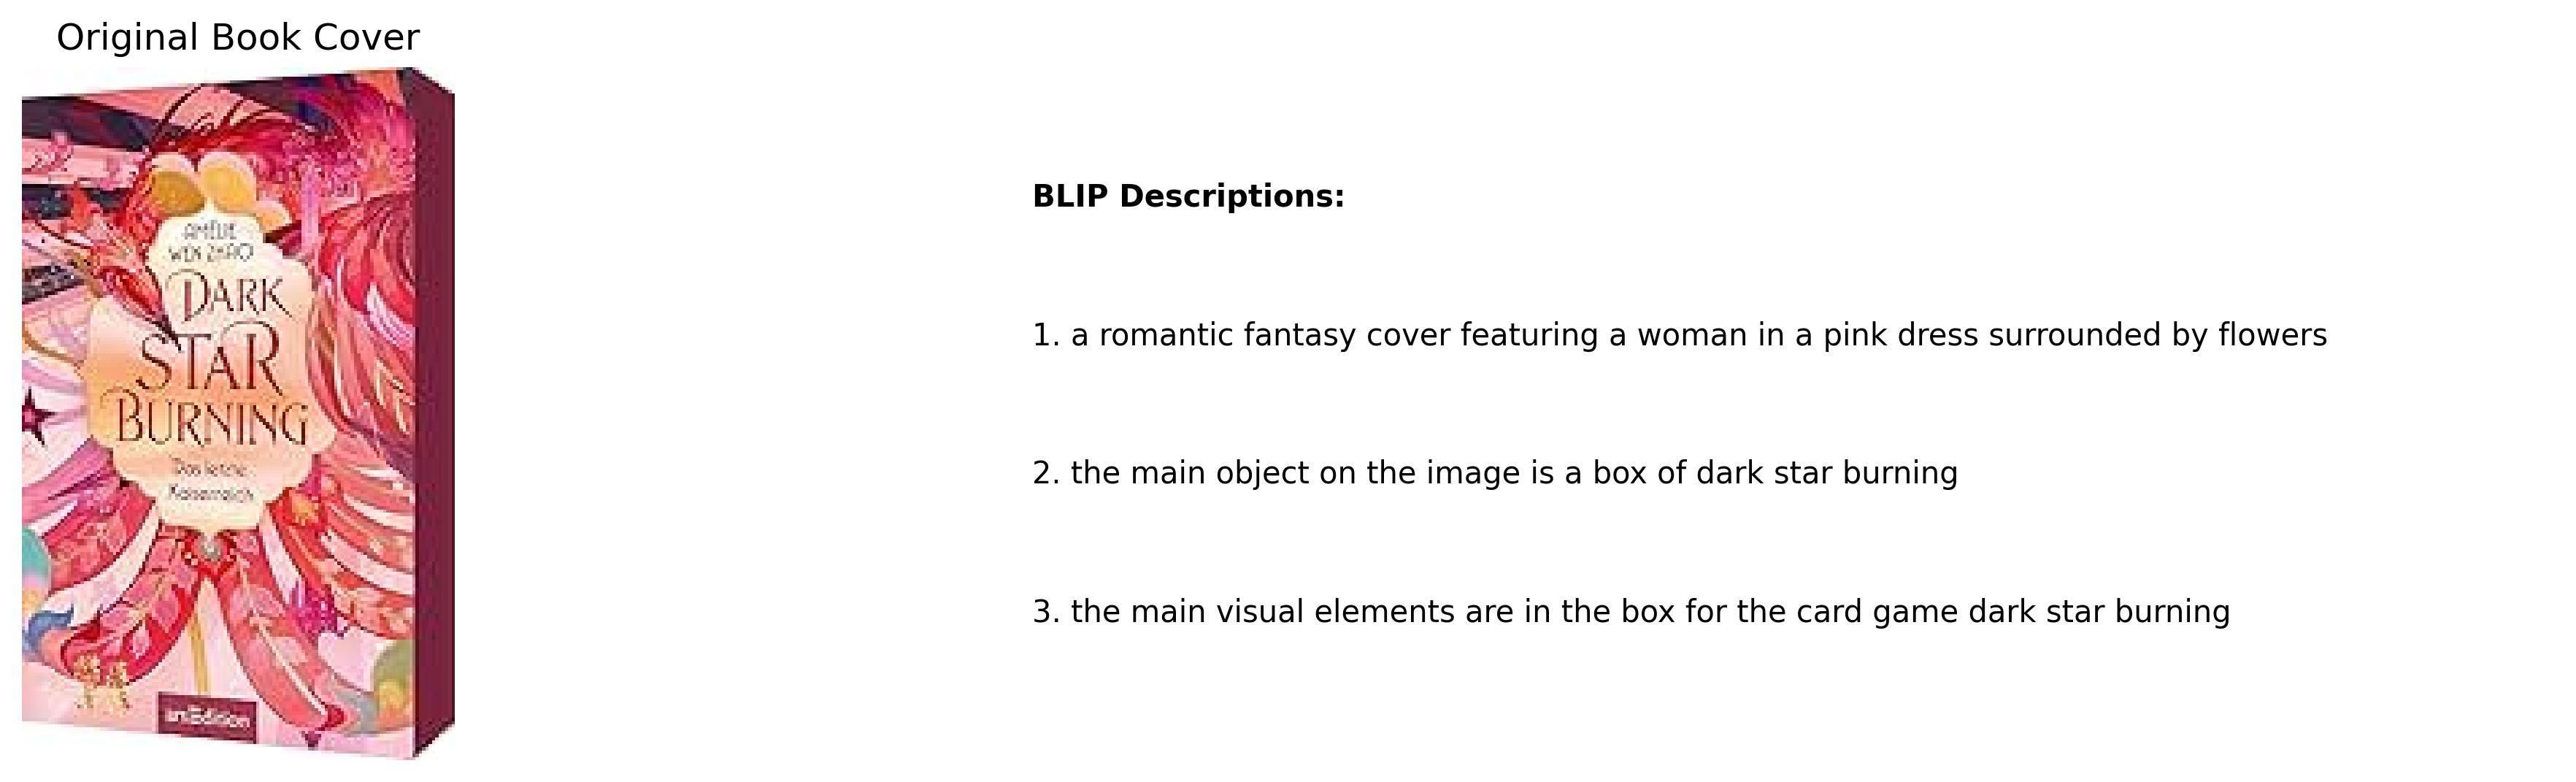 Original Book Cover
AMÉLIE
WEN ZHAO
DARK
STAR
BURNING
Das letzte
Kaiserreich
arsEdition
BLIP Descriptions:
1. a romantic fantasy cover featuring a woman in a pink dress surrounded by flowers
2. the main object on the image is a box of dark star burning
3. the main visual elements are in the box for the card game dark star burning